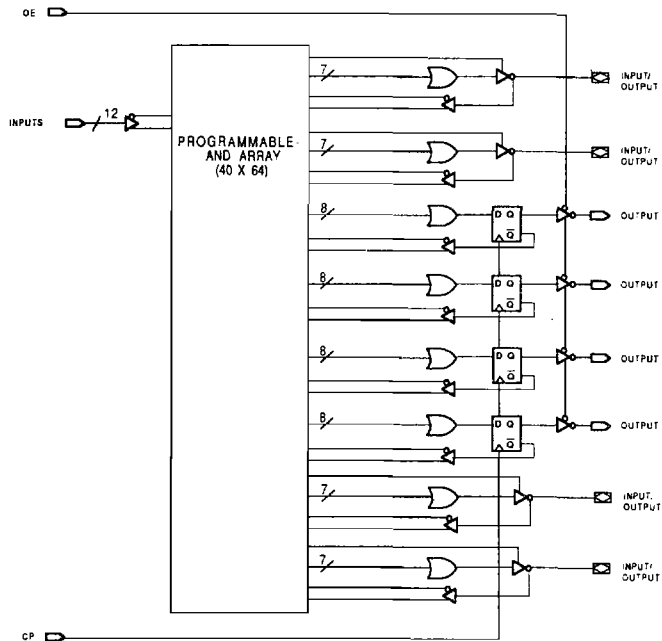 OE
7
INPUT/
OUTPUT
INPUTS
12
PROGRAMMABLE
AND ARRAY
(40 X 64)
7
INPUT/
OUTPUT
8
D Q
Q
OUTPUT
8
D Q
Q
OUTPUT
8
D Q
Q
OUTPUT
8
D Q
Q
OUTPUT
7
INPUT/
OUTPUT
7
INPUT/
OUTPUT
CP